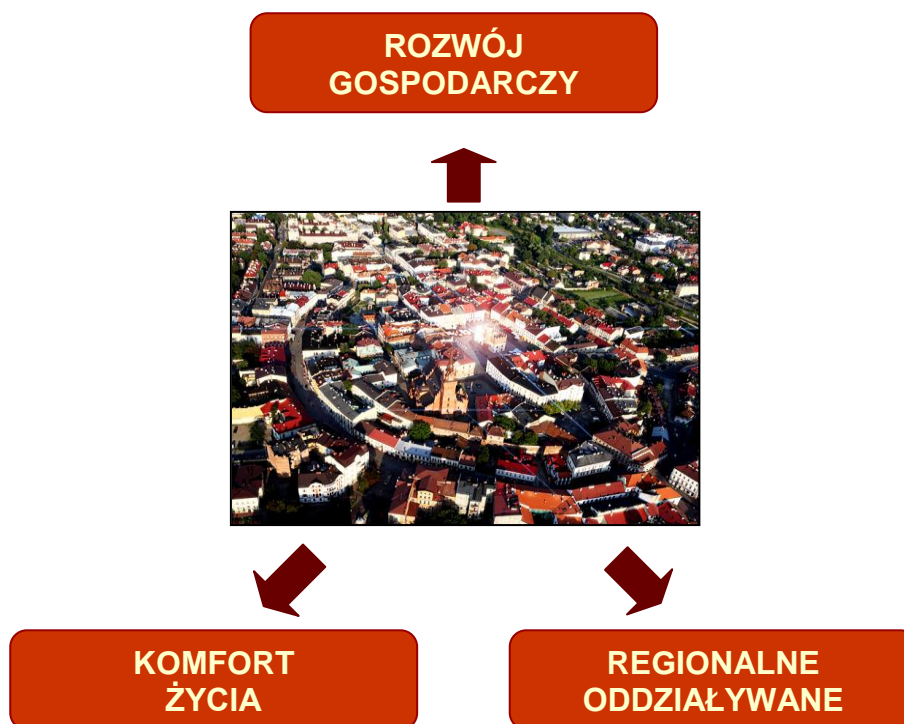 ROZWÓJ
GOSPODARCZY
KOMFORT
ŻYCIA
REGIONALNE
ODDZIAŁYWANE